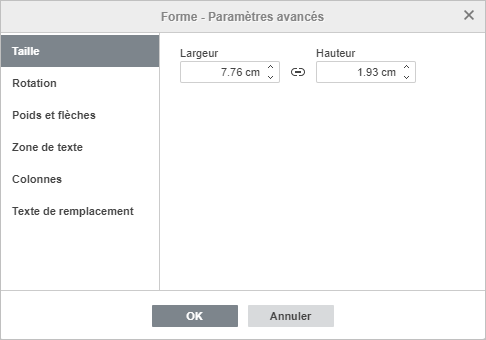 Forme - Paramètres avancés
Taille
Rotation
Poids et flèches
Zone de texte
Colonnes
Texte de remplacement
Largeur
Hauteur
7.76 cm
1.93 cm
OK
Annuler